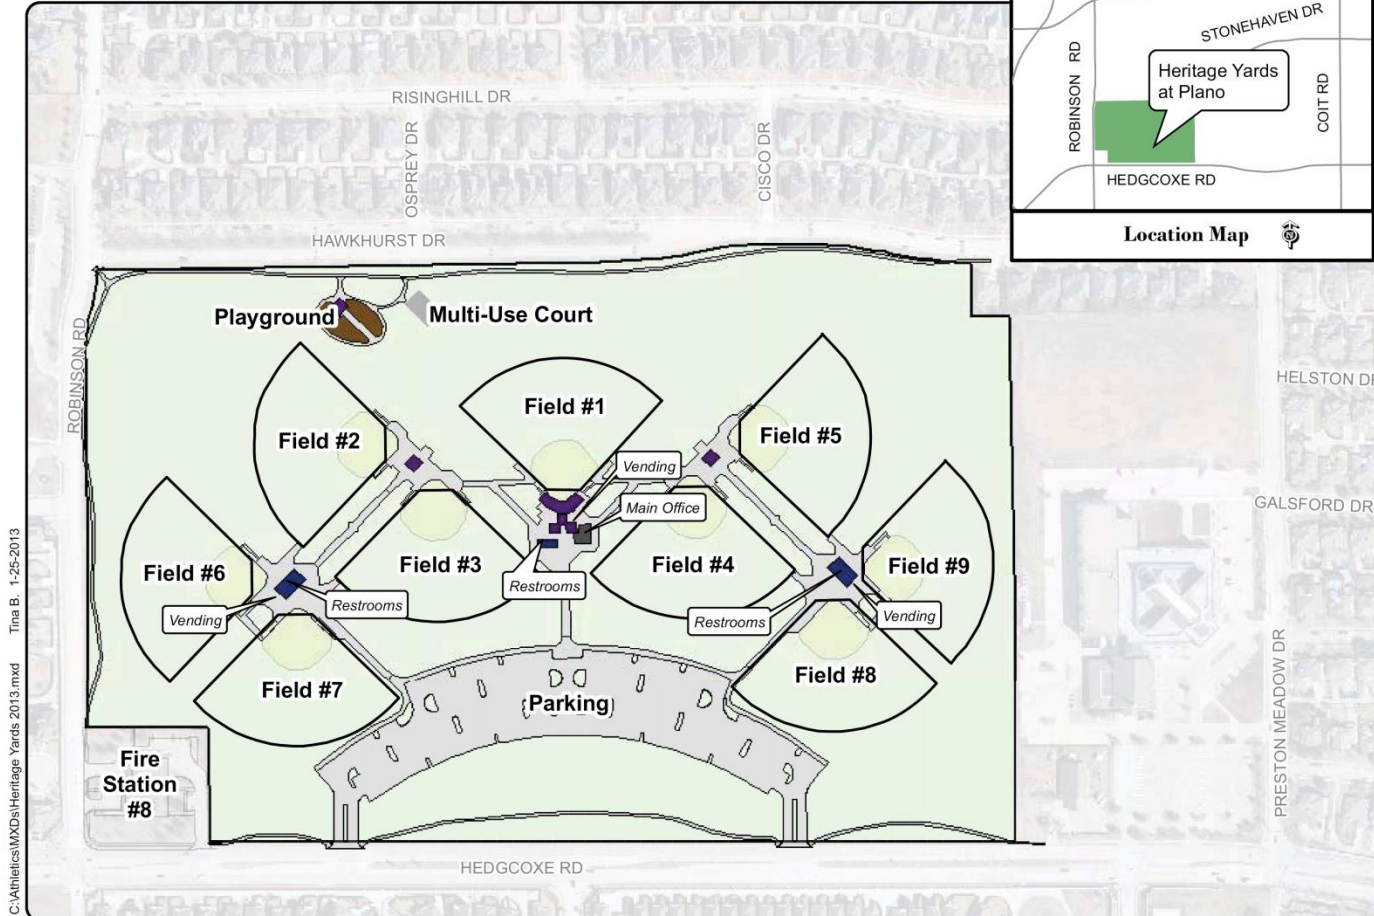 STONEHAVEN DR
ROBINSON RD
Heritage Yards
at Plano
COIT RD
HEDGCOXE RD
Location Map
RISINGHILL DR
OSPREY DR
CISCO DR
HAWKHURST DR
Playground
Multi-Use Court
ROBINSON RD
HELSTON DR
Field #1
Field #2
Field #5
Vending
Main Office
GALSFORD DR
Field #3
Field #4
Field #6
Field #9
Restrooms
Restrooms
Vending
Restrooms
Vending
Field #7
Field #8
Parking
PRESTON MEADOW DR
Fire
Station
#8
HEDGCOXE RD
C:\Athletics\MXDs\Heritage Yards 2013.mxd Tina B. 1-25-2013